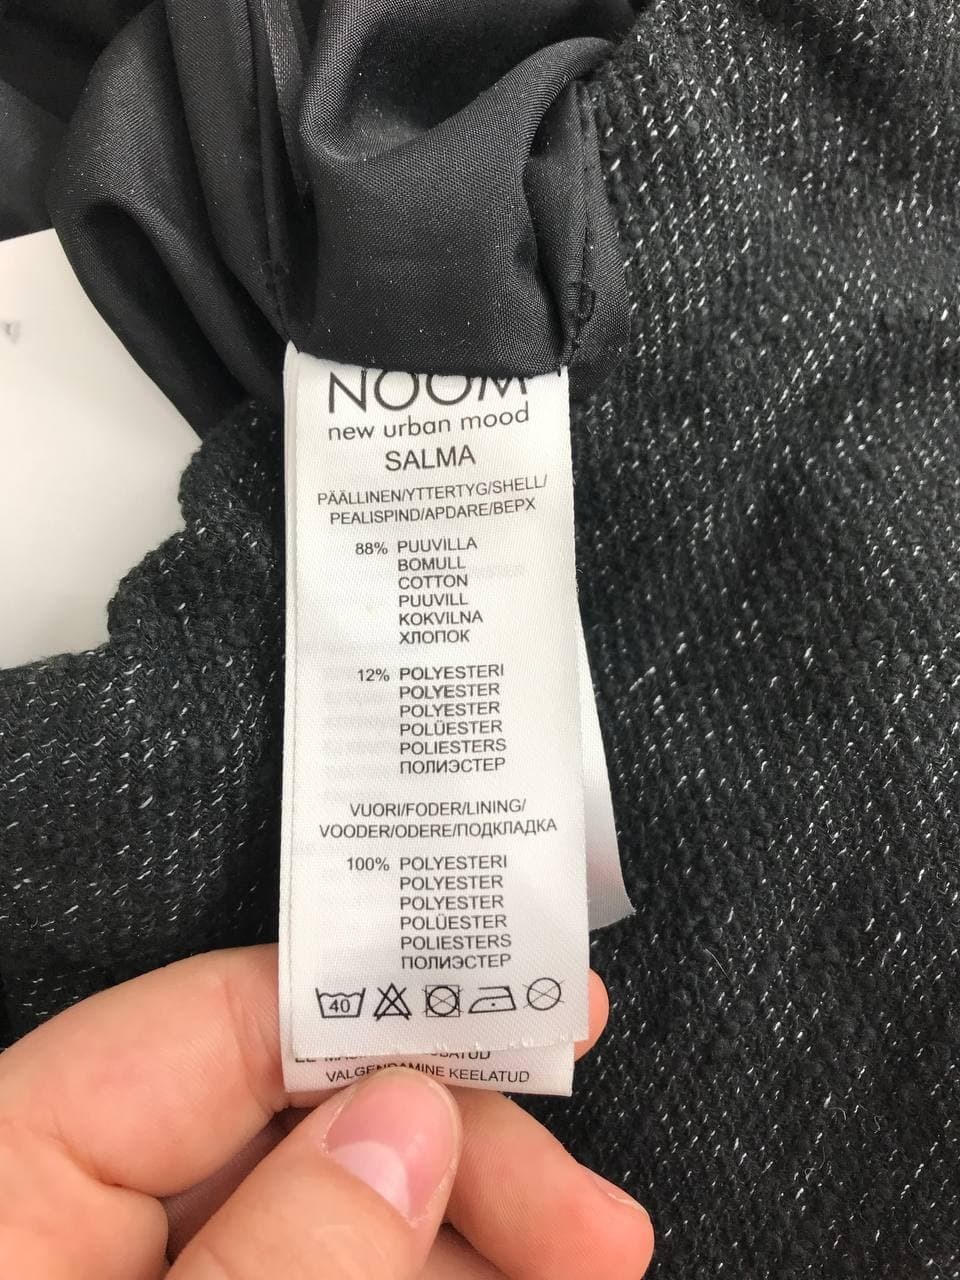 NOOM
new urban mood
SALMA
PÄÄLLINEN/YTTERTYG/SHELL/
PEALISPIND/APDARE/ВЕРХ
88% PUUVILLA
BOMULL
COTTON
PUUVILL
KOKVILNA
ХЛОПОК
12% POLYESTERI
POLYESTER
POLYESTER
POLÜESTER
POLIESTERS
ПОЛИЭСТЕР
VUORI/FODER/LINING/
VOODER/ODERE/ПОДКЛАДКА
100% POLYESTERI
POLYESTER
POLYESTER
POLÜESTER
POLIESTERS
ПОЛИЭСТЕР
40
KEELATUD